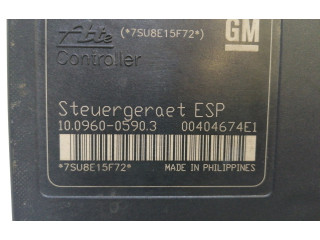 (*7SU8E15F72*)
Ate
GM
Controller
Steuergeraet ESP
10.0960-0590.3 00404674E1
*7SU8E15F72* MADE IN PHILIPPINES